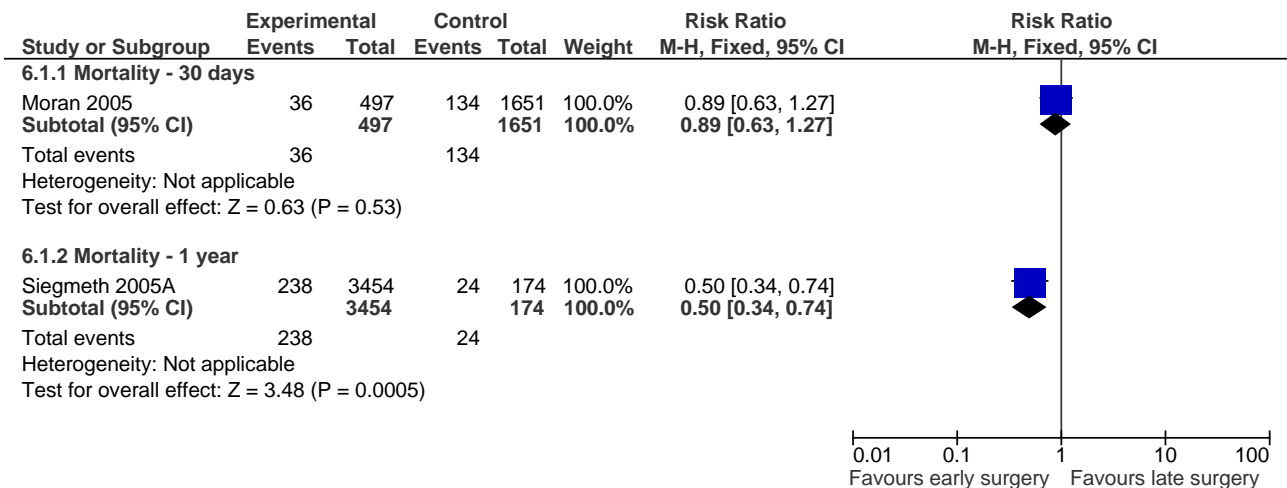 Experimental Control Risk Ratio Risk Ratio
Study or Subgroup Events Total Events Total Weight M-H, Fixed, 95% CI M-H, Fixed, 95% CI
6.1.1 Mortality - 30 days
Moran 2005 36 497 134 1651 100.0% 0.89 [0.63, 1.27]
Subtotal (95% CI) 497 1651 100.0% 0.89 [0.63, 1.27]
Total events 36 134
Heterogeneity: Not applicable
Test for overall effect: Z = 0.63 (P = 0.53)
6.1.2 Mortality - 1 year
Siegmeth 2005A 238 3454 24 174 100.0% 0.50 [0.34, 0.74]
Subtotal (95% CI) 3454 174 100.0% 0.50 [0.34, 0.74]
Total events 238 24
Heterogeneity: Not applicable
Test for overall effect: Z = 3.48 (P = 0.0005)
0.01 0.1 1 10 100
Favours early surgery Favours late surgery